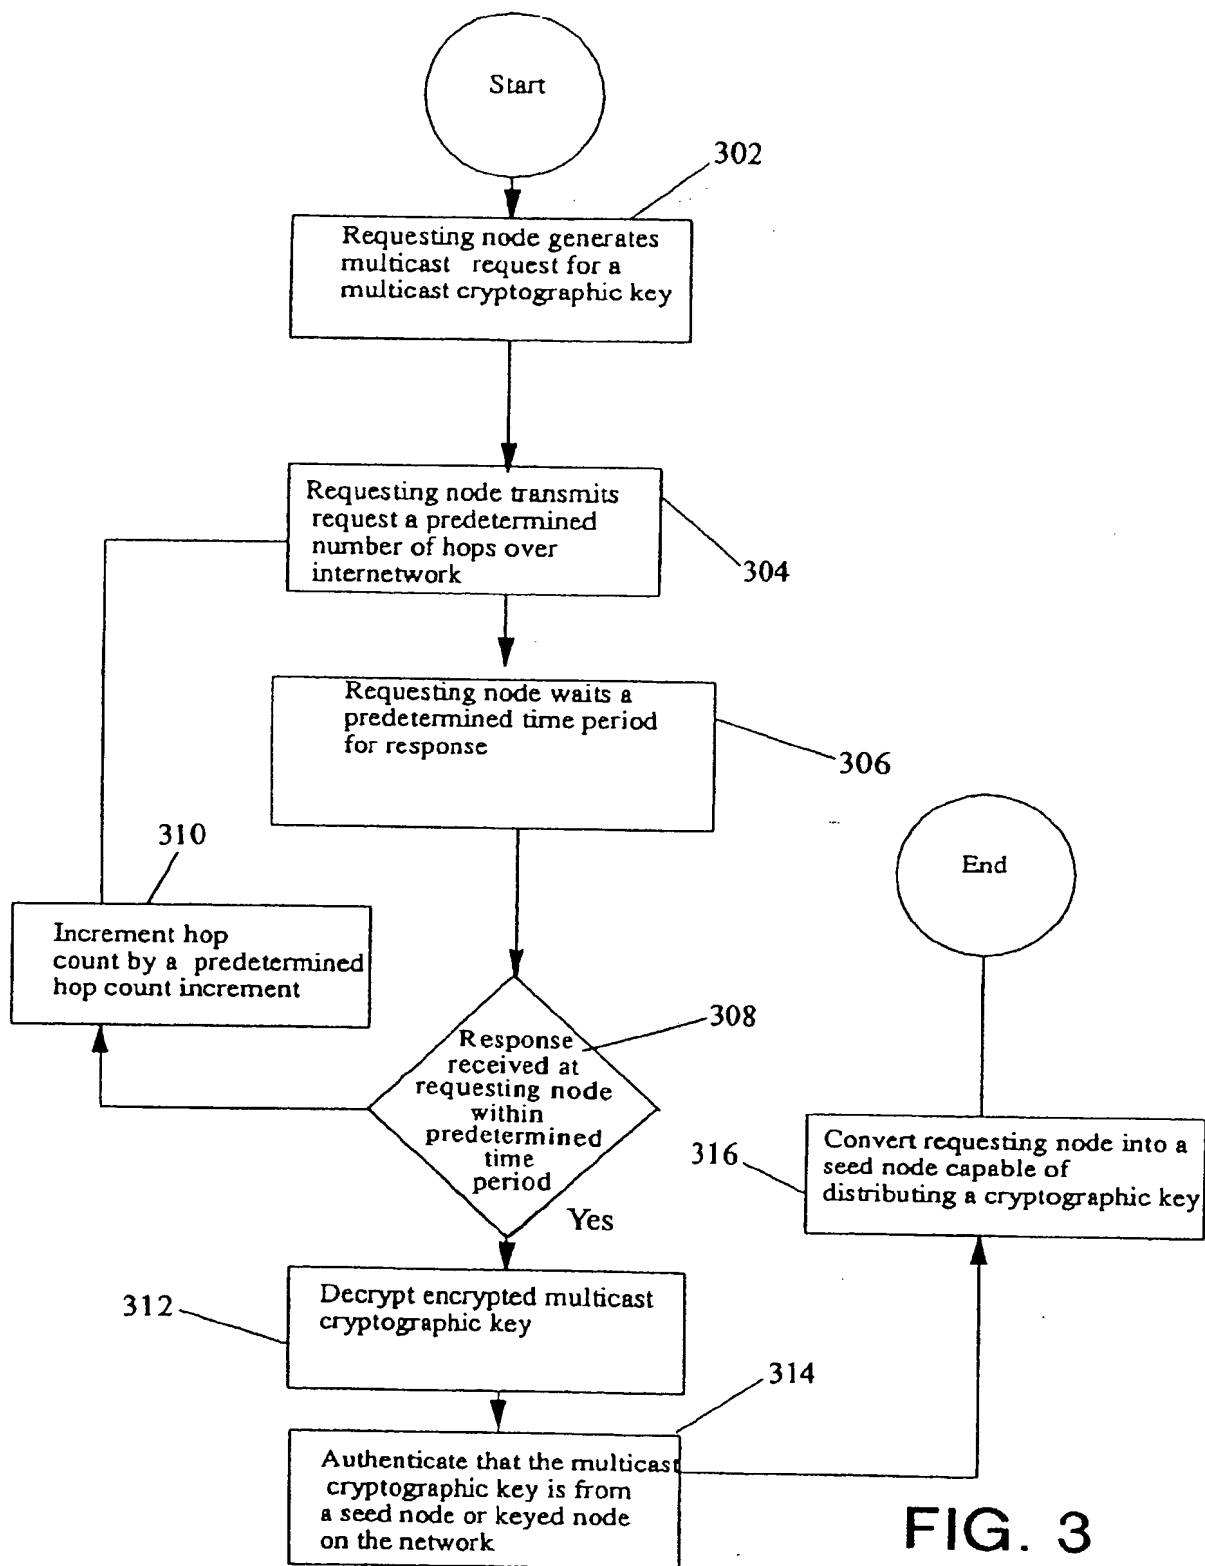 Start
302
Requesting node generates
multicast request for a
multicast cryptographic key
Requesting node transmits
request a predetermined
number of hops over
internetwork
304
Requesting node waits a
predetermined time period
for response
306
310
Increment hop
count by a predetermined
hop count increment
End
308
Response
received at
requesting node
within
predetermined
time
period
Yes
316
Convert requesting node into a
seed node capable of
distributing a cryptographic key
312
Decrypt encrypted multicast
cryptographic key
314
Authenticate that the multicast
cryptographic key is from
a seed node or keyed node
on the network
FIG. 3